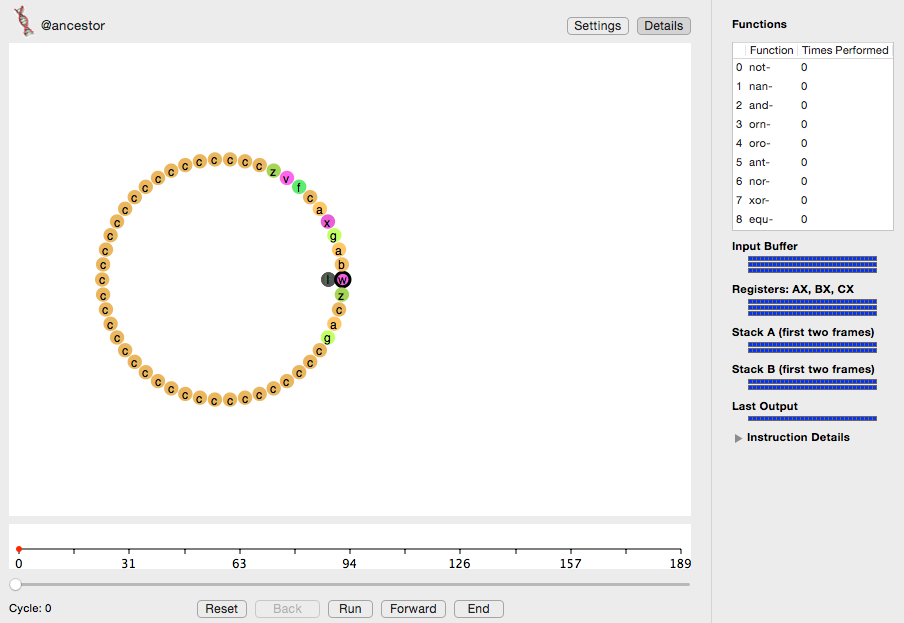 @ancestor
Settings
Details
w z c a g c c c c c c c c c c c c c c c c c c c c c c c c c c c c c c c c c c c c z v f c a x g a b
0 31 63 94 126 157 189
Cycle: 0
Reset Back Run Forward End
Functions
Function Times Performed
0 not- 0
1 nan- 0
2 and- 0
3 orn- 0
4 oro- 0
5 ant- 0
6 nor- 0
7 xor- 0
8 equ- 0
Input Buffer
Registers: AX, BX, CX
Stack A (first two frames)
Stack B (first two frames)
Last Output
Instruction Details